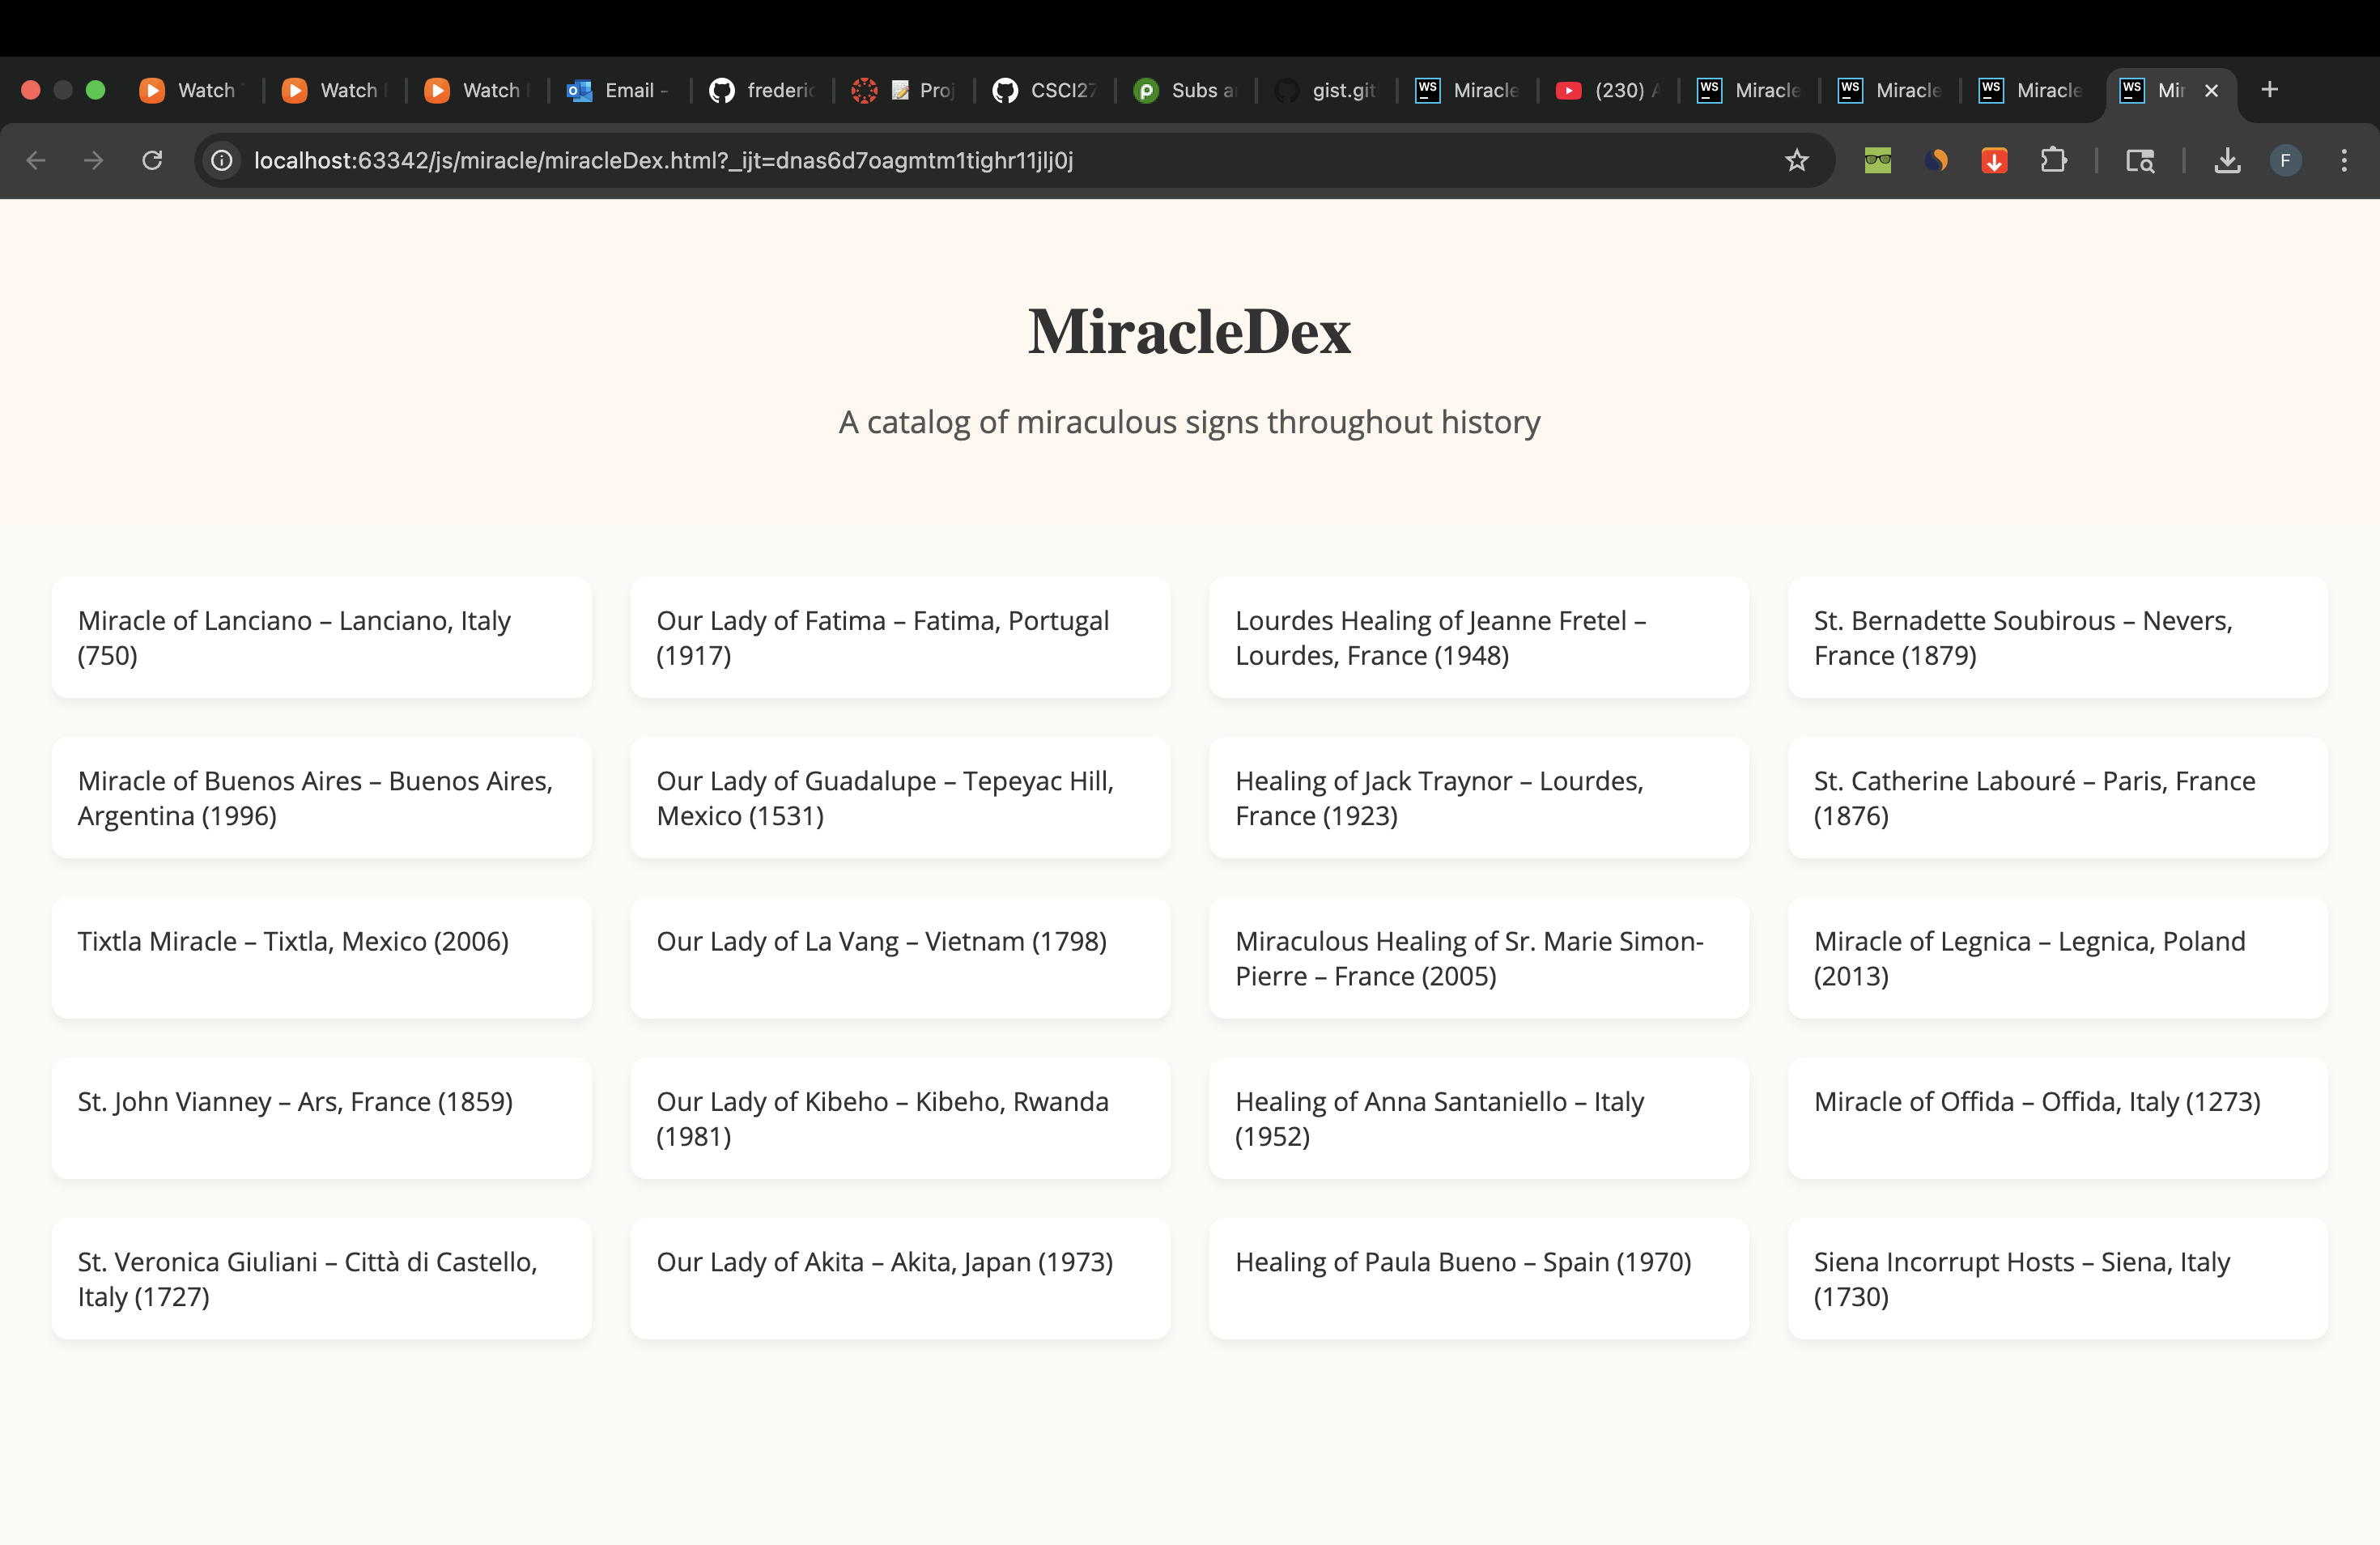 Watch
Watch
Watch
Email -
frederic
Proj
CSCI27
Subs a
gist.git
Miracle
(230)
Miracle
Miracle
Miracle
Mir
localhost:63342/js/miracle/miracleDex.html?_ijt=dnas6d7oagmtm1tighr11jlj0j
F
MiracleDex
A catalog of miraculous signs throughout history
Miracle of Lanciano – Lanciano, Italy
(750)
Our Lady of Fatima – Fatima, Portugal
(1917)
Lourdes Healing of Jeanne Fretel –
Lourdes, France (1948)
St. Bernadette Soubirous – Nevers,
France (1879)
Miracle of Buenos Aires – Buenos Aires,
Argentina (1996)
Our Lady of Guadalupe – Tepeyac Hill,
Mexico (1531)
Healing of Jack Traynor – Lourdes,
France (1923)
St. Catherine Labouré – Paris, France
(1876)
Tixtla Miracle – Tixtla, Mexico (2006)
Our Lady of La Vang – Vietnam (1798)
Miraculous Healing of Sr. Marie Simon-
Pierre – France (2005)
Miracle of Legnica – Legnica, Poland
(2013)
St. John Vianney – Ars, France (1859)
Our Lady of Kibeho – Kibeho, Rwanda
(1981)
Healing of Anna Santaniello – Italy
(1952)
Miracle of Offida – Offida, Italy (1273)
St. Veronica Giuliani – Città di Castello,
Italy (1727)
Our Lady of Akita – Akita, Japan (1973)
Healing of Paula Bueno – Spain (1970)
Siena Incorrupt Hosts – Siena, Italy
(1730)